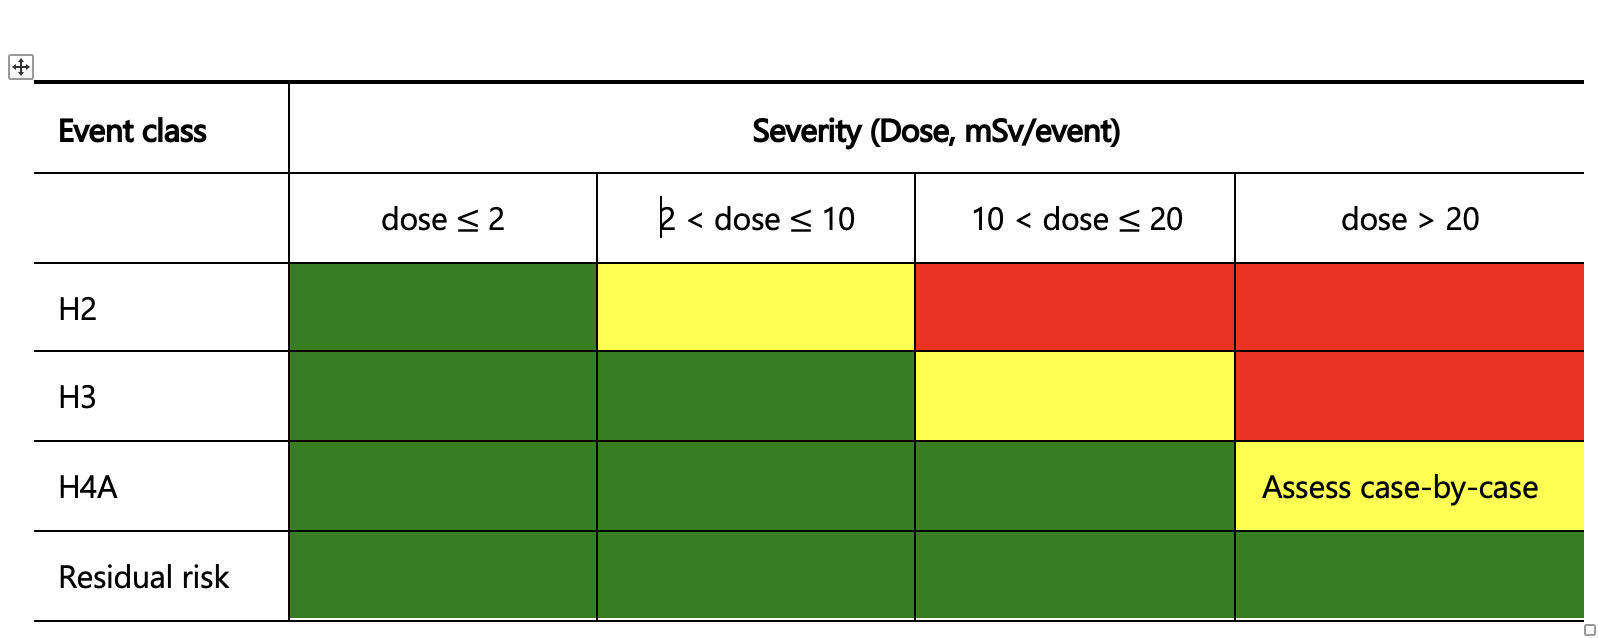 Event class
Severity (Dose, mSv/event)
dose ≤ 2
2 < dose ≤ 10
10 < dose ≤ 20
dose > 20
H2
H3
H4A
Assess case-by-case
Residual risk